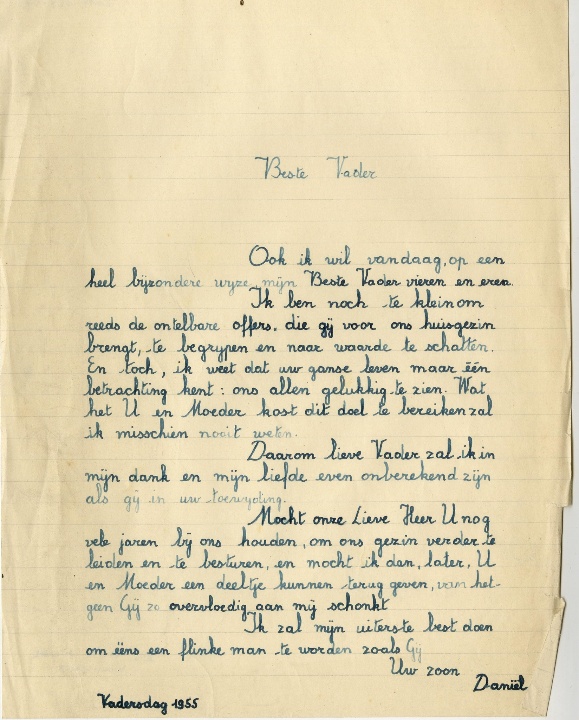 Beste Vader
Ook ik wil vandaag, op een
heel bijzondere wyze mijn Beste Vader vieren en eren.
Ik ben noch te klein om
reeds de ontelbare offers, die gij voor ons huisgezin
brengt, te begrypen en naar waarde te schatten.
En toch, ik weet dat uw ganse leven maar één
betrachting kent: ons allen gelukkig te zien. Wat
het U en Moeder kost dit doel te bereiken zal
ik misschien nooit weten.
Daarom lieve Vader zal ik in
mijn dank en mijn liefde even onberekend zijn
als gij in uw toewyding.
Mocht onze Lieve Heer U nog
vele jaren bij ons houden, om ons gezin verder te
leiden en te besturen, en mocht ik dan, later, U
en Moeder een deeltje kunnen terug geven, van het-
geen Gij zo overvloedig aan mij schonkt
Ik zal mijn uiterste best doen
om ééns een flinke man te worden zoals Gij
Uw zoon
Daniël
Vadersdag 1955